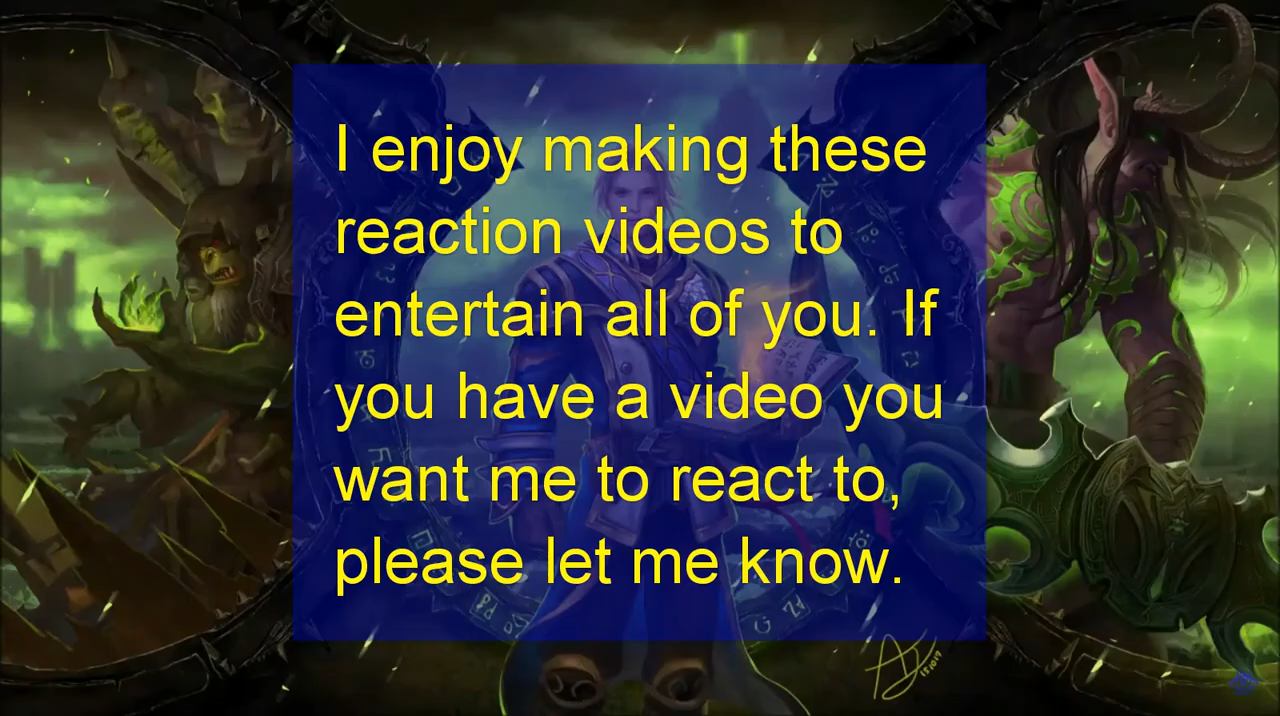 I enjoy making these
reaction videos to
entertain all of you. If
you have a video you
want me to react to,
please let me know.